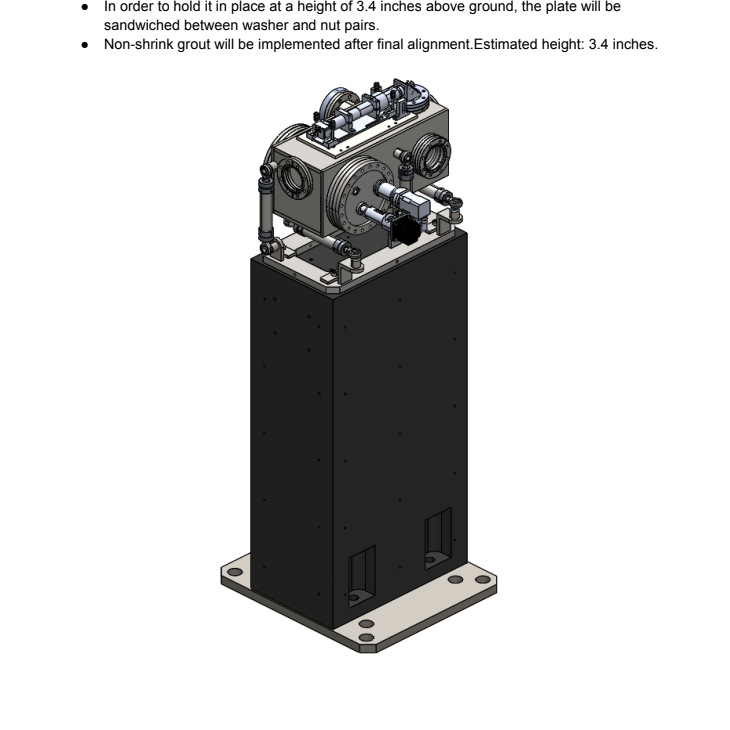 ● In order to hold it in place at a height of 3.4 inches above ground, the plate will be
sandwiched between washer and nut pairs.
● Non-shrink grout will be implemented after final alignment.Estimated height: 3.4 inches.